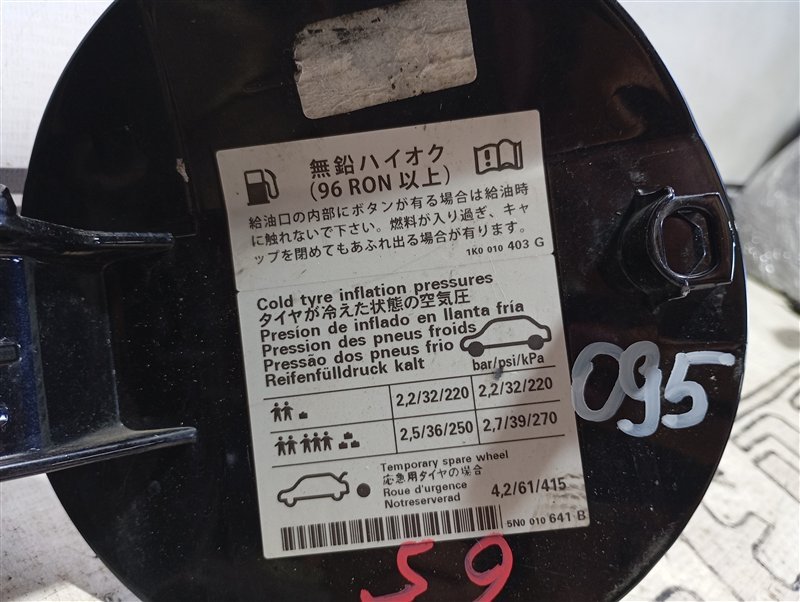 無鉛ハイオク
(96 RON 以上)
給油口の内部にボタンが有る場合は給油時
に触れないで下さい。燃料が入り過ぎ、キャ
ップを閉めてもあふれ出る場合が有ります。
1K0 010 403 G
Cold tyre inflation pressures
タイヤが冷えた状態の空気圧
Presion de inflado en llanta fría
Pression des pneus froids
Pressão dos pneus frio
Reifenfülldruck kalt
bar/psi/kPa
2,2/32/220 2,2/32/220
2,5/36/250 2,7/39/270
Temporary spare wheel
応急用タイヤの場合
Roue d'urgence
Notreserverad
4,2/61/415
5N0 010 641 B
095
59